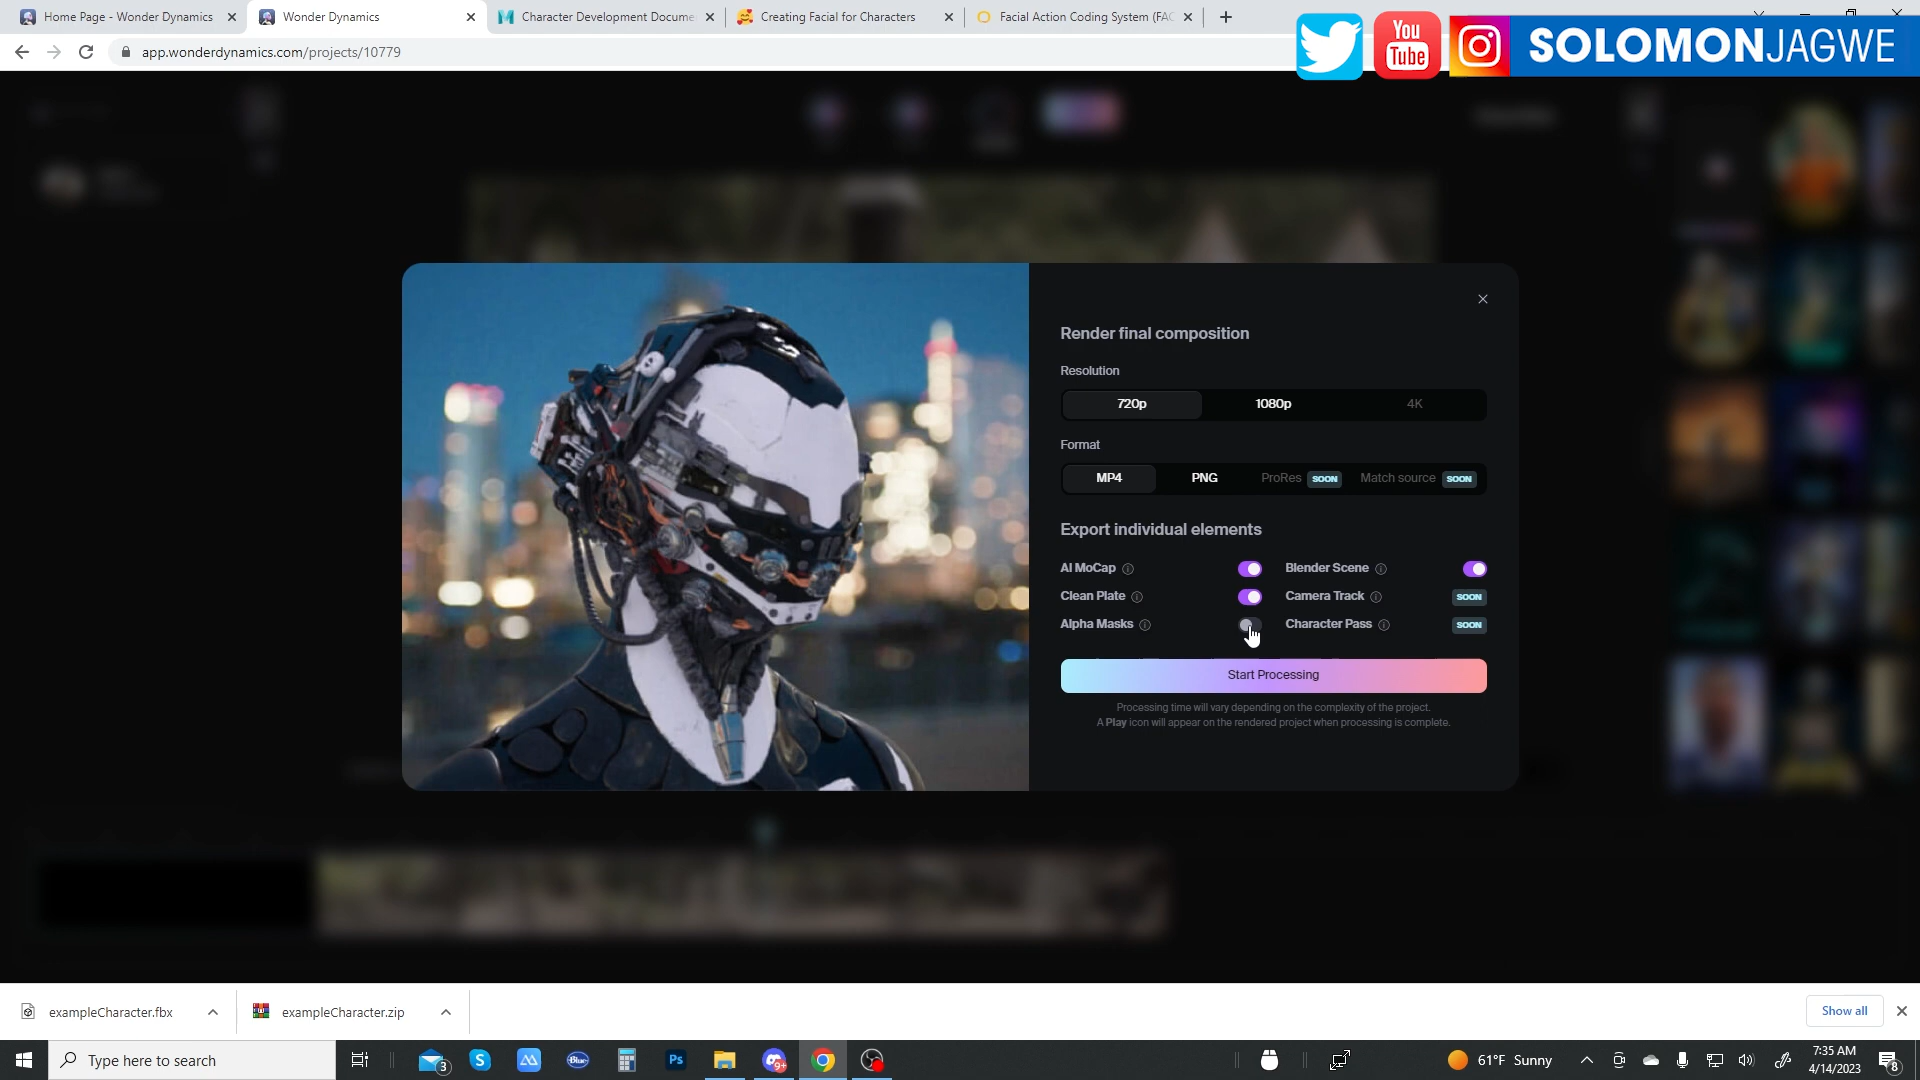 Home Page - Wonder Dynamics
Wonder Dynamics
Character Development Docume
Creating Facial for Characters
Facial Action Coding System (FAC
app.wonderdynamics.com/projects/10779
You
Tube
SOLOMONJAGWE
Render final composition
Resolution
720p 1080p 4K
Format
MP4 PNG ProRes SOON Match source SOON
Export individual elements
AI MoCap Blender Scene
Clean Plate Camera Track SOON
Alpha Masks Character Pass SOON
Start Processing
Processing time will vary depending on the complexity of the project.
A Play icon will appear on the rendered project when processing is complete.
exampleCharacter.fbx
exampleCharacter.zip
Show all
Type here to search
3
Blue
Ps
9+
61°F Sunny
7:35 AM
4/14/2023
8